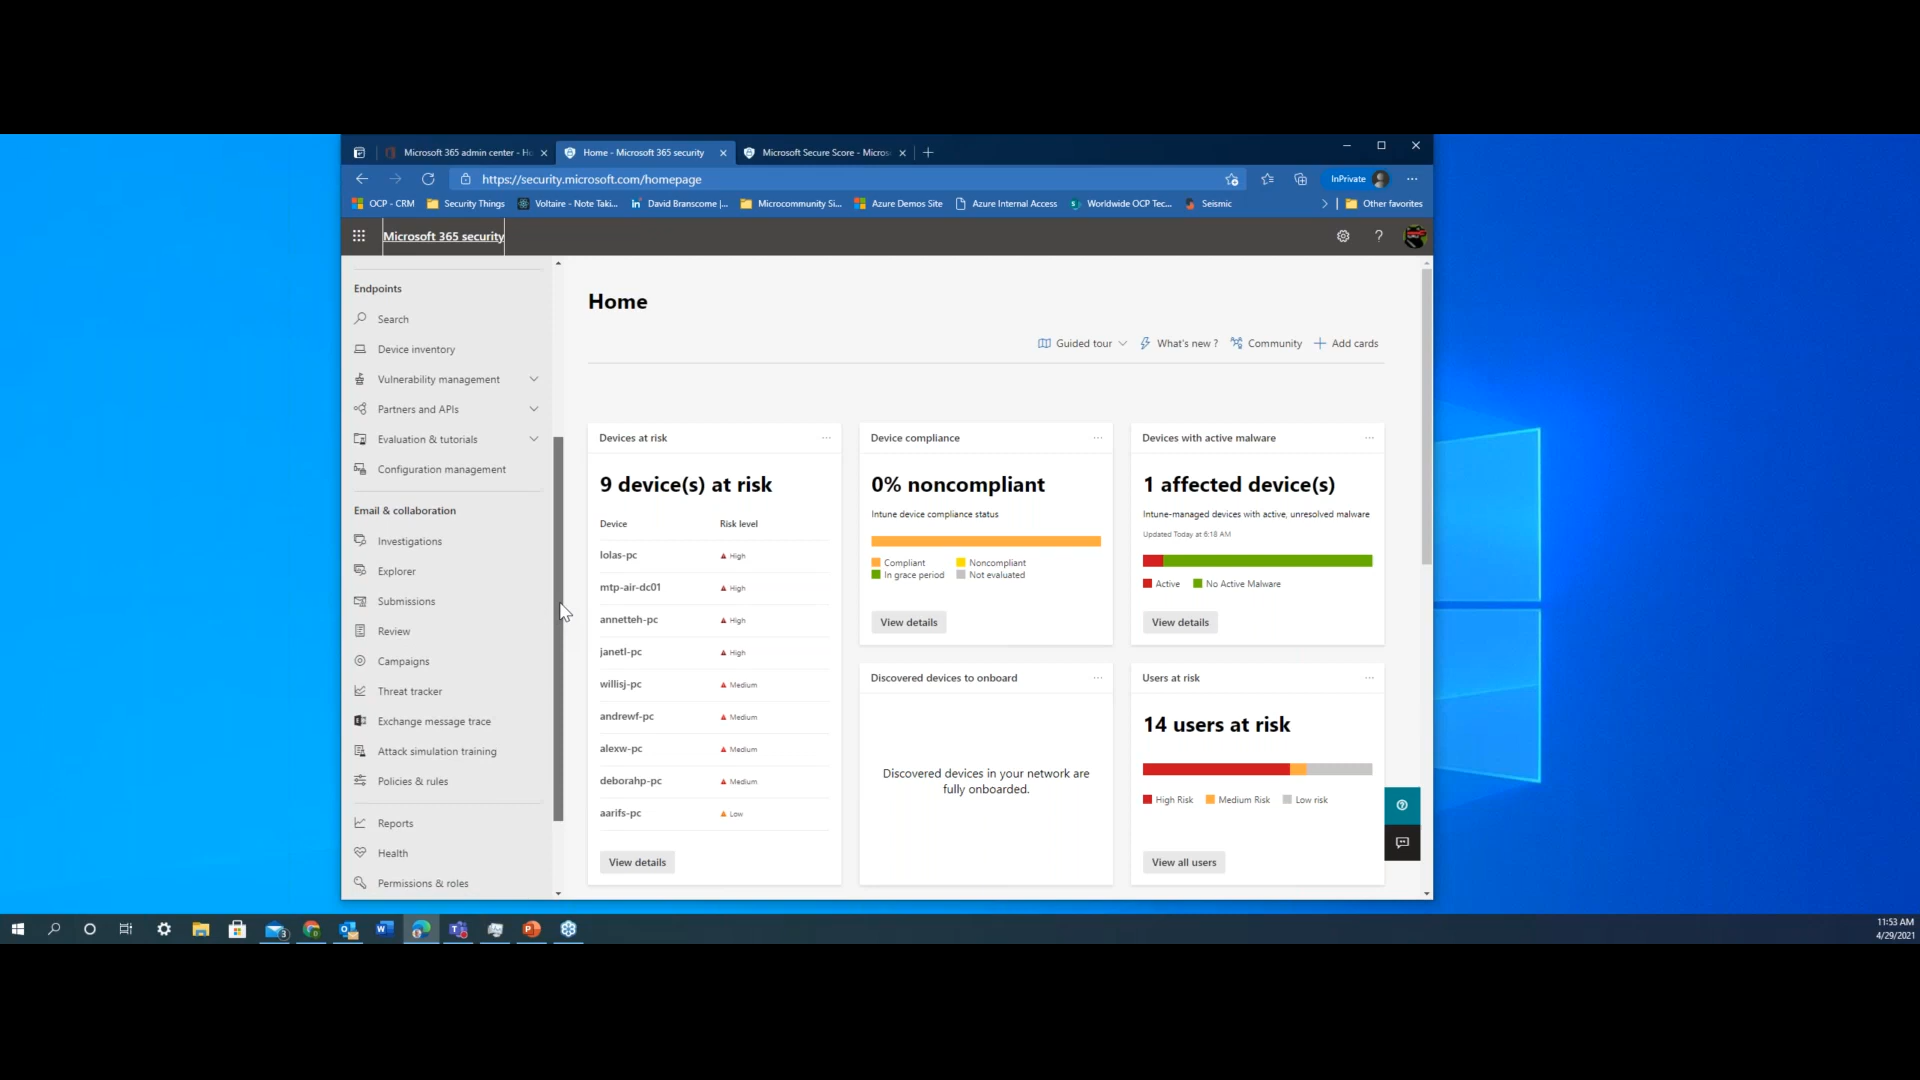 Microsoft 365 admin center - Ho
Home - Microsoft 365 security
Microsoft Secure Score - Micros
https://security.microsoft.com/homepage
InPrivate
OCP - CRM
Security Things
Voltaire - Note Taki...
David Branscome |...
Microcommunity Si...
Azure Demos Site
Azure Internal Access
Worldwide OCP Tec...
Seismic
Other favorites
Microsoft 365 security
Endpoints
Search
Device inventory
Vulnerability management
Partners and APIs
Evaluation & tutorials
Configuration management
Email & collaboration
Investigations
Explorer
Submissions
Review
Campaigns
Threat tracker
Exchange message trace
Attack simulation training
Policies & rules
Reports
Health
Permissions & roles
Home
Guided tour
What's new ?
Community
Add cards
Devices at risk
9 device(s) at risk
Device Risk level
lolas-pc High
mtp-air-dc01 High
annetteh-pc High
janetl-pc High
willisj-pc Medium
andrewf-pc Medium
alexw-pc Medium
deborahp-pc Medium
aarifs-pc Low
View details
Device compliance
0% noncompliant
Intune device compliance status
Compliant Noncompliant
In grace period Not evaluated
View details
Devices with active malware
1 affected device(s)
Intune-managed devices with active, unresolved malware
Updated Today at 6:18 AM
Active No Active Malware
View details
Discovered devices to onboard
Discovered devices in your network are
fully onboarded.
Users at risk
14 users at risk
High Risk Medium Risk Low risk
View all users
11:53 AM
4/29/2021